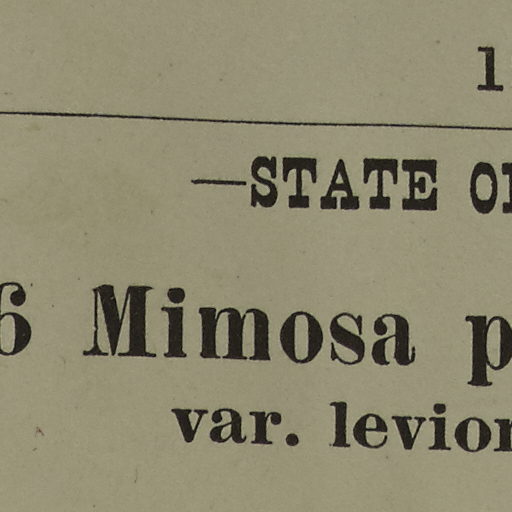 1
—STATE O
6 Mimosa p
var. levior